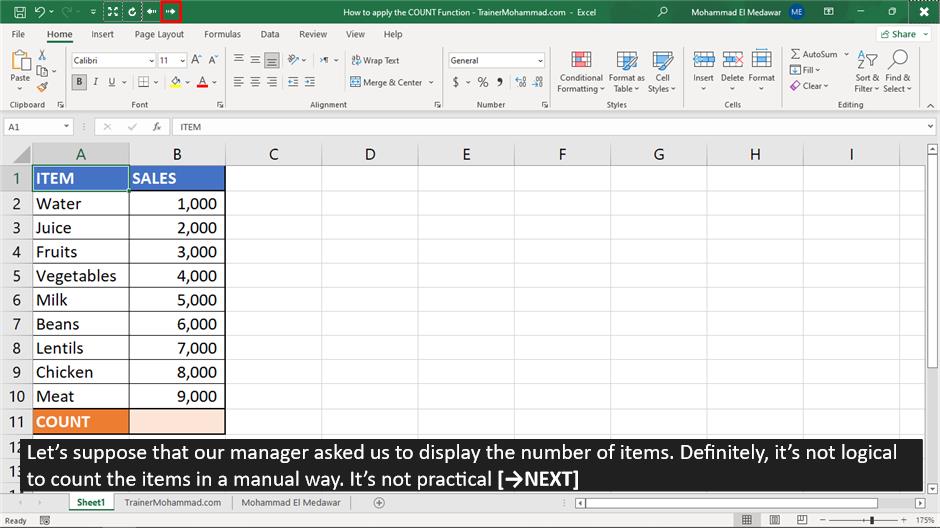 How to apply the COUNT Function - TrainerMohammad.com - Excel
Mohammad El Medawar ME
File Home Insert Page Layout Formulas Data Review View Help Share
Paste
Clipboard
Calibri 11 A A
B I U A
Font
ab Wrap Text
Merge & Center
Alignment
General
$ % 9
Number
Conditional Formatting
Format as Table
Cell Styles
Styles
Insert Delete Format
Cells
AutoSum
Fill
Clear
Sort & Filter
Find & Select
Editing
A1 fx ITEM
A B C D E F G H I
1 ITEM SALES
2 Water 1,000
3 Juice 2,000
4 Fruits 3,000
5 Vegetables 4,000
6 Milk 5,000
7 Beans 6,000
8 Lentils 7,000
9 Chicken 8,000
10 Meat 9,000
11 COUNT
Let's suppose that our manager asked us to display the number of items. Definitely, it's not logical
to count the items in a manual way. It's not practical [→NEXT]
Sheet1 TrainerMohammad.com Mohammad El Medawar
Ready 175%